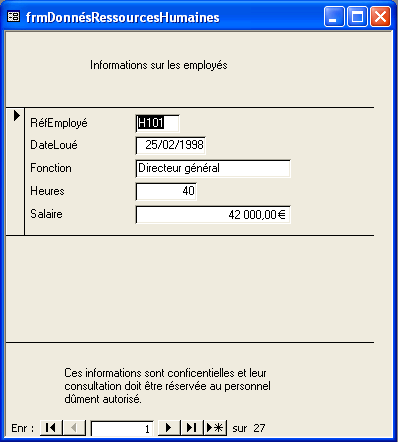 frmDonnésRessourcesHumaines
Informations sur les employés
RéfEmployé H101
DateLoué 25/02/1998
Fonction Directeur général
Heures 40
Salaire 42 000,00 €
Ces informations sont conficentielles et leur
consultation doit être réservée au personnel
dûment autorisé.
Enr : 1 sur 27